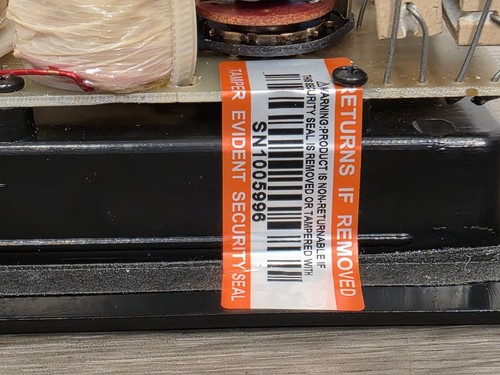 RETURNS IF REMOVED
WARNING:PRODUCT IS NON-RETURNABLE IF
THE SECURITY SEAL IS REMOVED OR TAMPERED WITH
SN1005996
TAMPER EVIDENT SECURITY SEAL